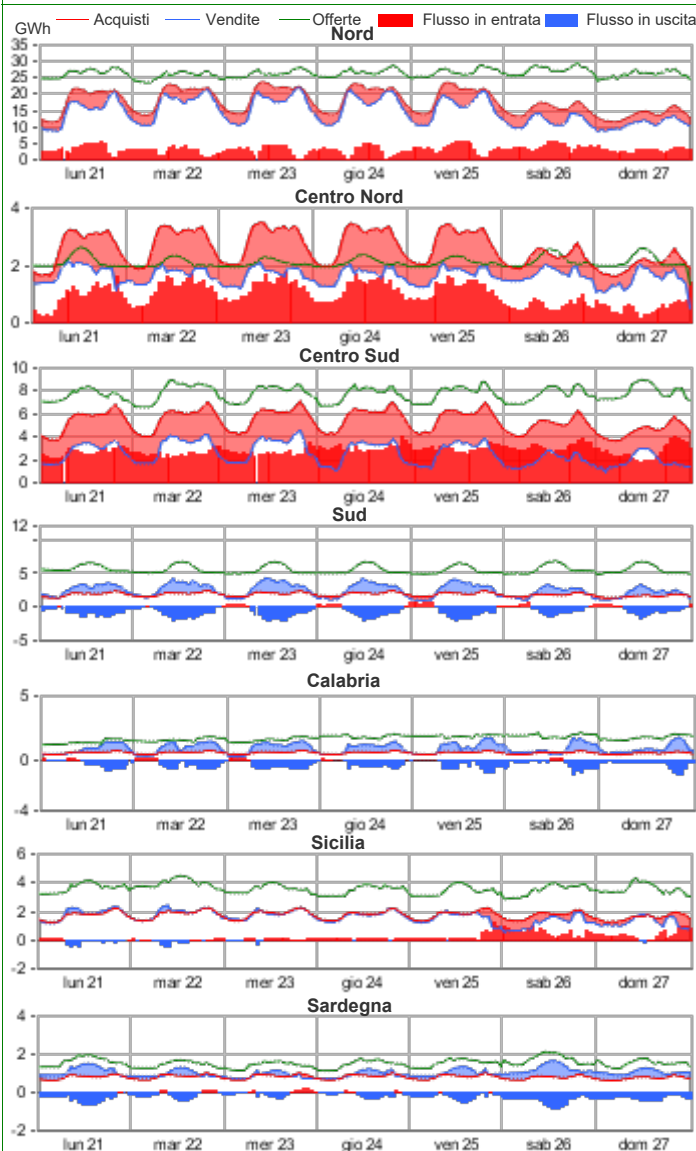 GWh Acquisti Vendite Offerte Flusso in entrata Flusso in uscita
Nord
35
30
25
20
15
10
5
0
lun 21 mar 22 mer 23 gio 24 ven 25 sab 26 dom 27
Centro Nord
4
2
0
lun 21 mar 22 mer 23 gio 24 ven 25 sab 26 dom 27
Centro Sud
10
8
6
4
2
0
lun 21 mar 22 mer 23 gio 24 ven 25 sab 26 dom 27
Sud
12
5
0
-5
lun 21 mar 22 mer 23 gio 24 ven 25 sab 26 dom 27
Calabria
5
0
-4
lun 21 mar 22 mer 23 gio 24 ven 25 sab 26 dom 27
Sicilia
6
4
2
0
-2
lun 21 mar 22 mer 23 gio 24 ven 25 sab 26 dom 27
Sardegna
4
2
0
-2
lun 21 mar 22 mer 23 gio 24 ven 25 sab 26 dom 27